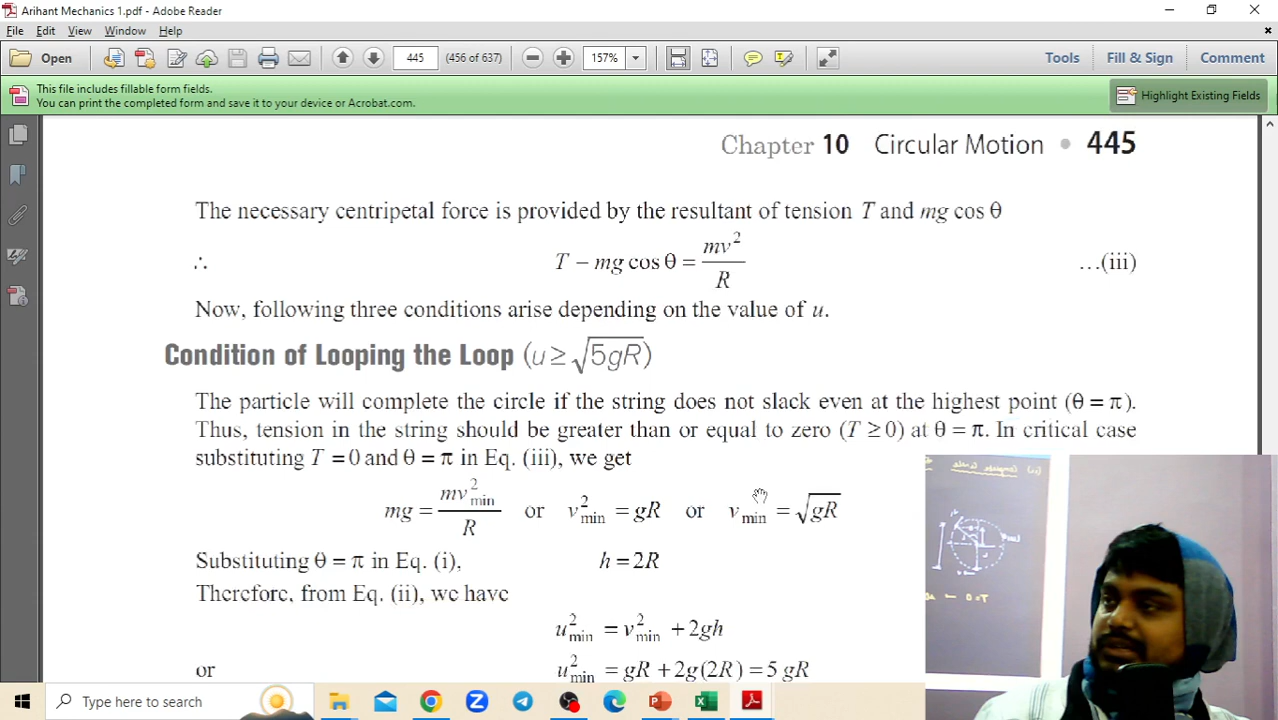 Arihant Mechanics 1.pdf - Adobe Reader
File Edit View Window Help
Open 445 (456 of 637) 157% Tools Fill & Sign Comment
This file includes fillable form fields.
You can print the completed form and save it to your device or Acrobat.com.
Highlight Existing Fields
Chapter 10 Circular Motion • 445
The necessary centripetal force is provided by the resultant of tension T and mg cos θ
∴ T − mg cos θ = mv²/R …(iii)
Now, following three conditions arise depending on the value of u.
Condition of Looping the Loop (u ≥ √5gR)
The particle will complete the circle if the string does not slack even at the highest point (θ = π).
Thus, tension in the string should be greater than or equal to zero (T ≥ 0) at θ = π. In critical case
substituting T = 0 and θ = π in Eq. (iii), we get
mg = mv²min/R or v²min = gR or vmin = √gR
Substituting θ = π in Eq. (i), h = 2R
Therefore, from Eq. (ii), we have
u²min = v²min + 2gh
or u²min = gR + 2g(2R) = 5 gR
Type here to search